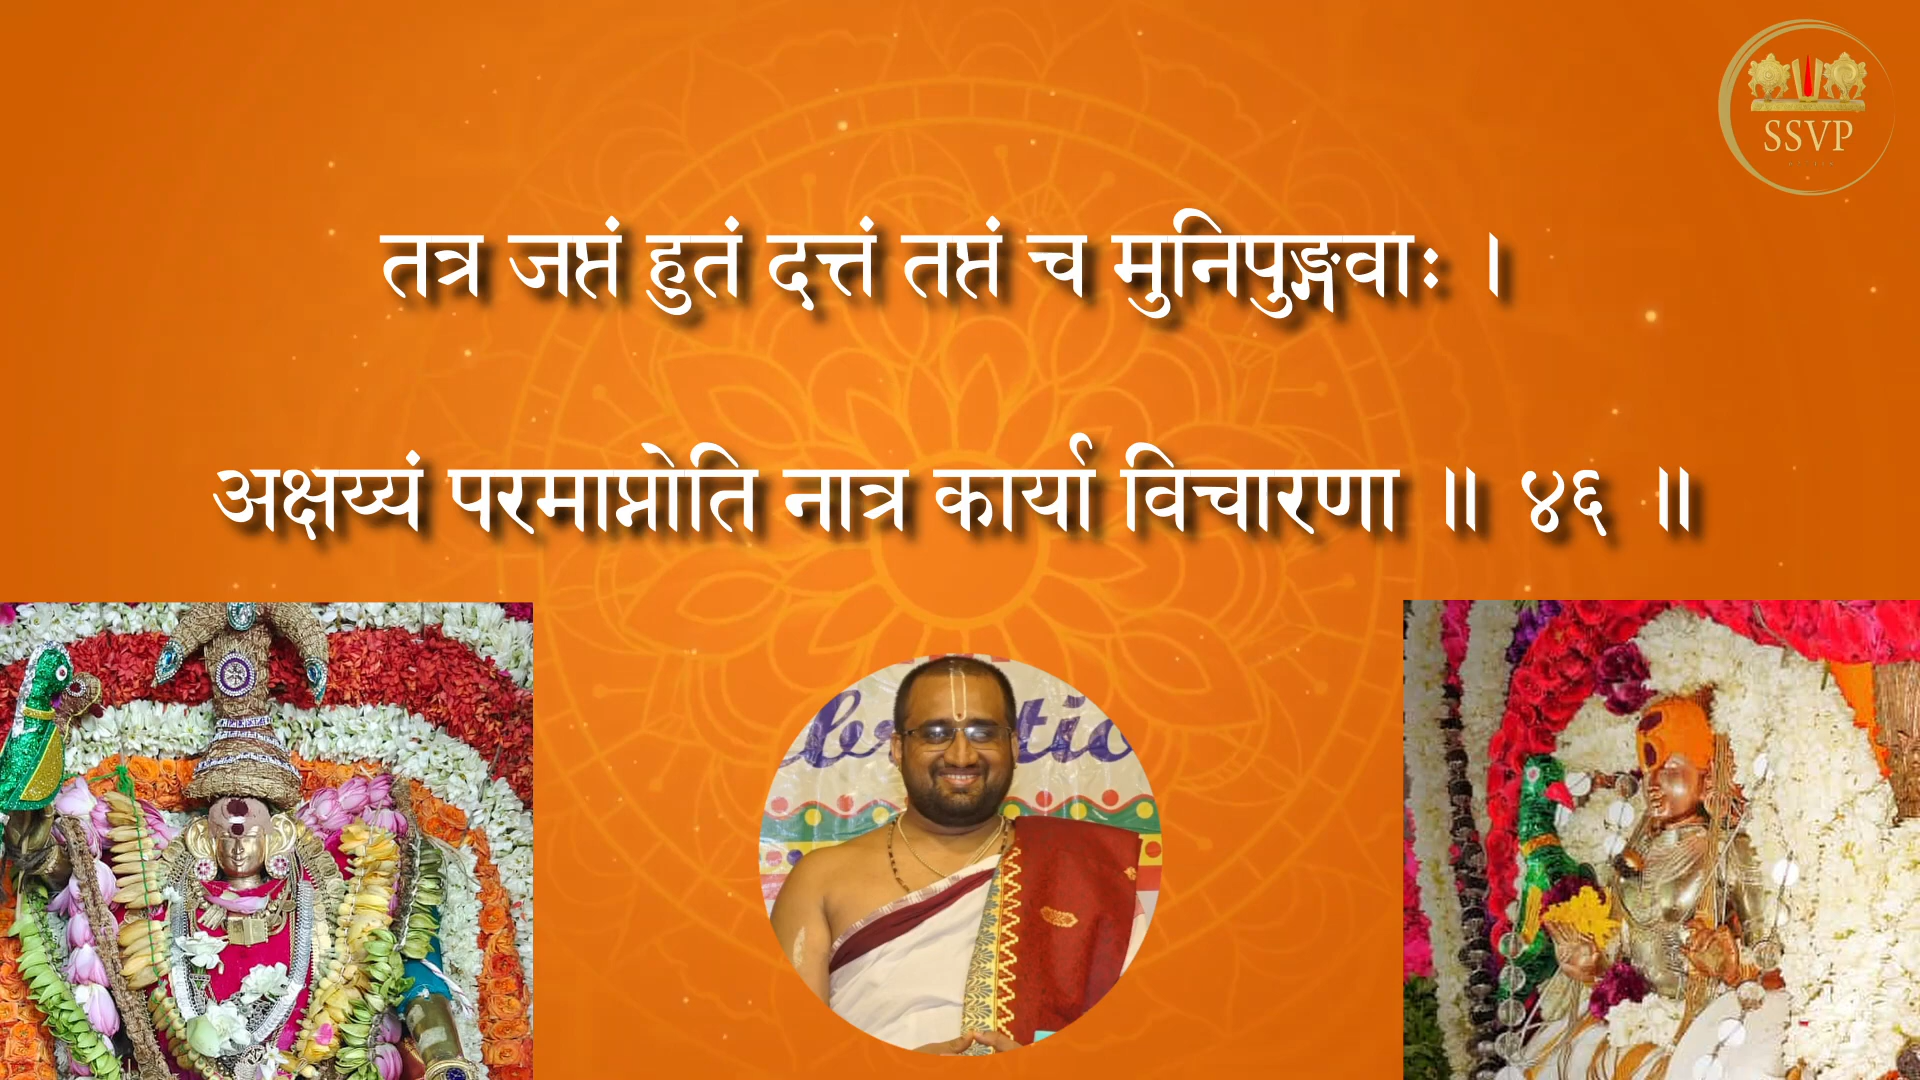 SSVP
तत्र जप्तं हुतं दत्तं तप्तं च मुनिपुङ्गवाः ।
अक्षय्यं परमाप्नोति नात्र कार्या विचारणा ॥ ४६ ॥